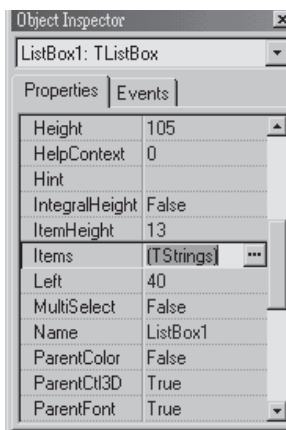 Object Inspector
ListBox1: TListBox
Properties Events
Height 105
HelpContext 0
Hint
IntegralHeight False
ItemHeight 13
Items (TStrings)
Left 40
MultiSelect False
Name ListBox1
ParentColor False
ParentCtl3D True
ParentFont True